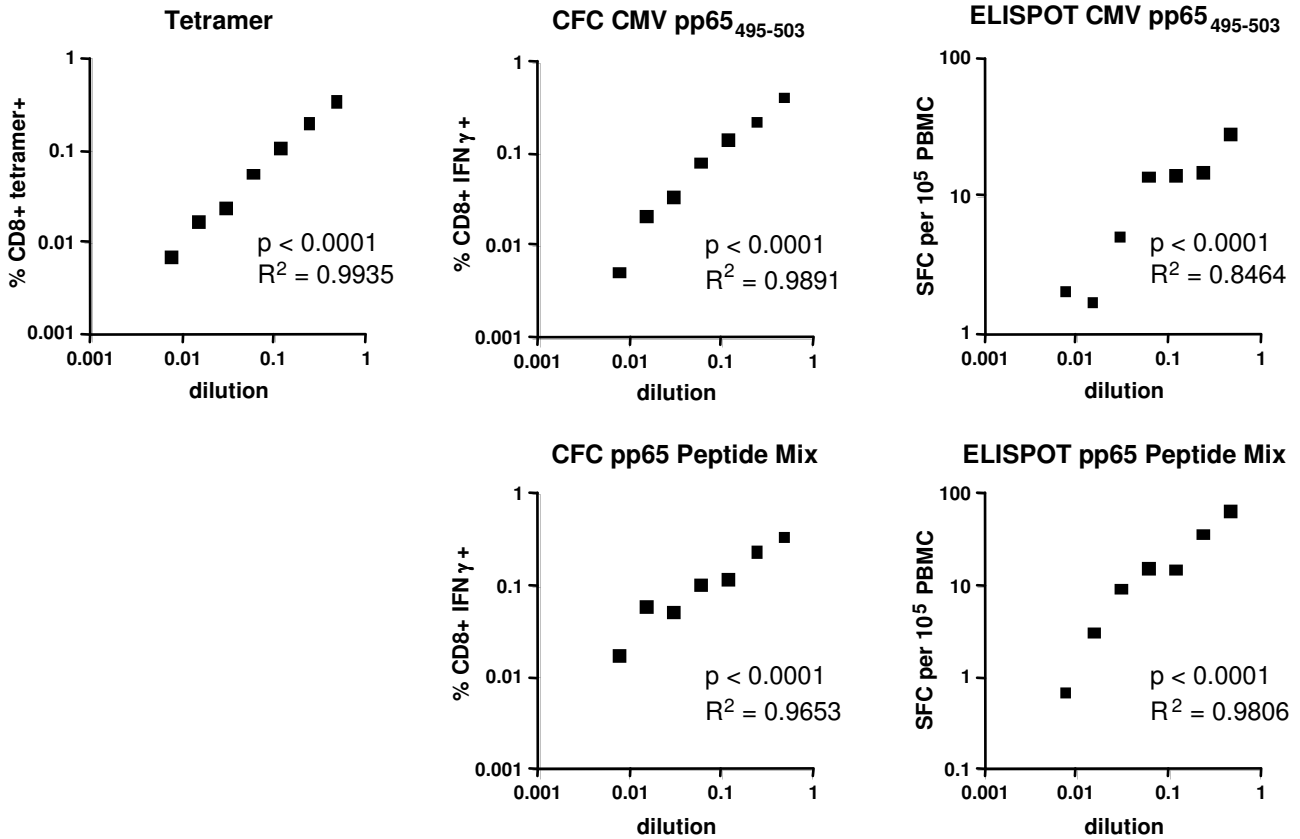 Tetramer
% CD8+ tetramer+
1
0.1
0.01
0.001
p < 0.0001
R² = 0.9935
0.001 0.01 0.1 1
dilution
CFC CMV pp65₄₉₅₋₅₀₃
% CD8+ IFN γ +
1
0.1
0.01
0.001
p < 0.0001
R² = 0.9891
0.001 0.01 0.1 1
dilution
ELISPOT CMV pp65₄₉₅₋₅₀₃
SFC per 10⁵ PBMC
100
10
1
p < 0.0001
R² = 0.8464
0.001 0.01 0.1 1
dilution
CFC pp65 Peptide Mix
% CD8+ IFN γ +
1
0.1
0.01
0.001
p < 0.0001
R² = 0.9653
0.001 0.01 0.1 1
dilution
ELISPOT pp65 Peptide Mix
SFC per 10⁵ PBMC
100
10
1
0.1
p < 0.0001
R² = 0.9806
0.001 0.01 0.1 1
dilution